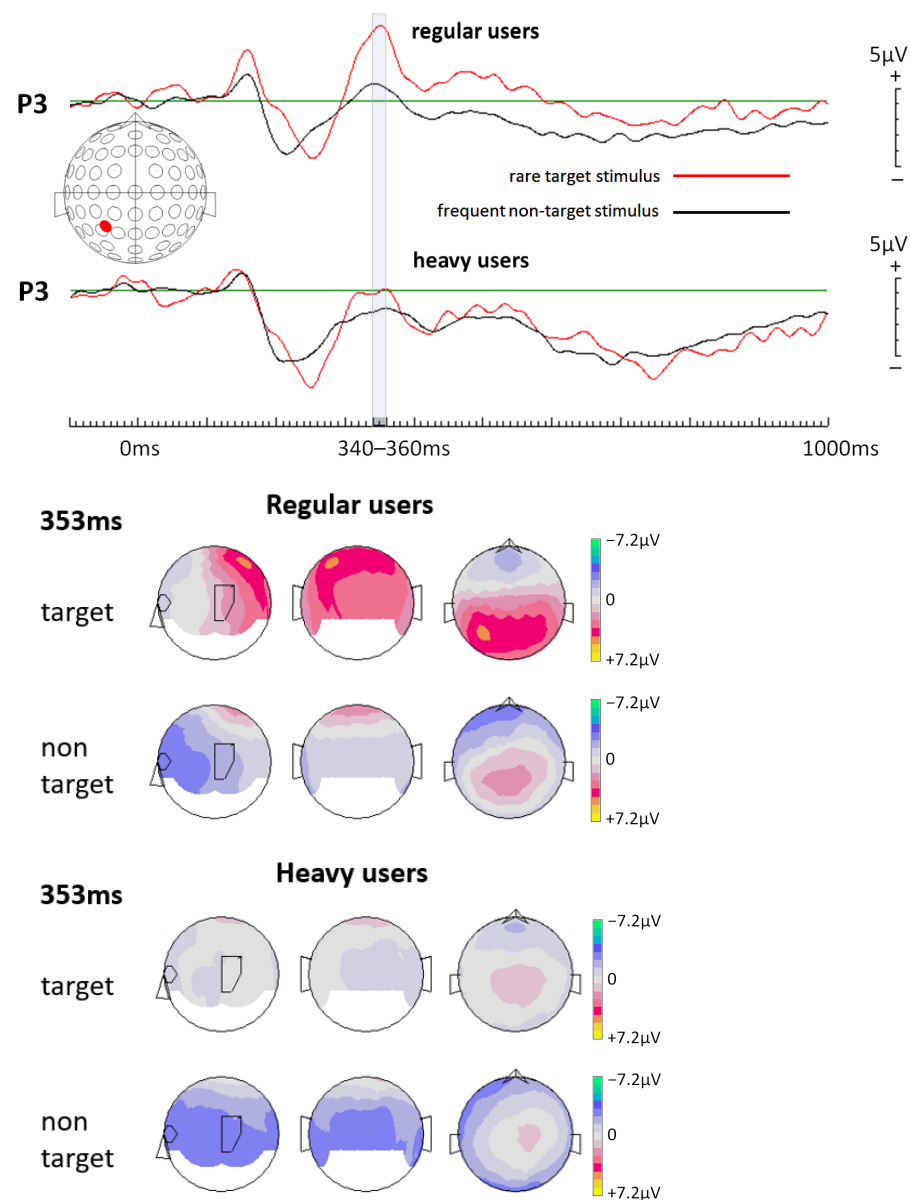 regular users
5µV
+
P3
−
rare target stimulus
frequent non-target stimulus
heavy users
5µV
+
P3
−
0ms
340–360ms
1000ms
Regular users
353ms
target
−7.2µV
0
+7.2µV
non
target
−7.2µV
0
+7.2µV
Heavy users
353ms
target
−7.2µV
0
+7.2µV
non
target
−7.2µV
0
+7.2µV